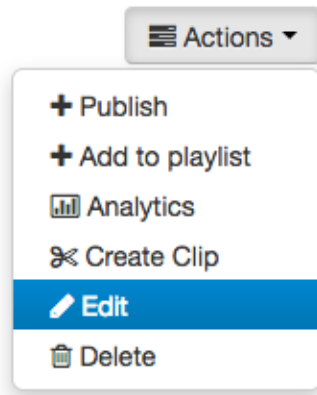 Actions
Publish
Add to playlist
Analytics
Create Clip
Edit
Delete